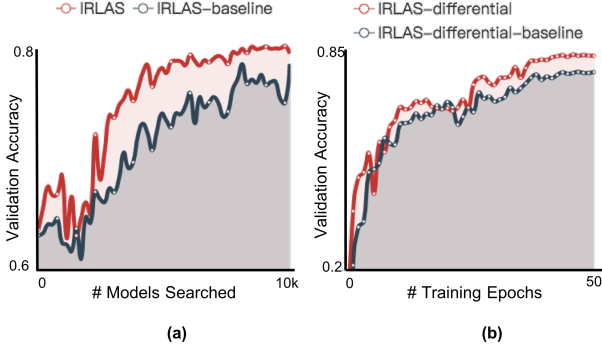 IRLAS IRLAS–baseline
0.8
Validation Accuracy
0.6
0
10k
# Models Searched
(a)
IRLAS–differential
IRLAS–differential–baseline
0.85
Validation Accuracy
0.2
0
50
# Training Epochs
(b)